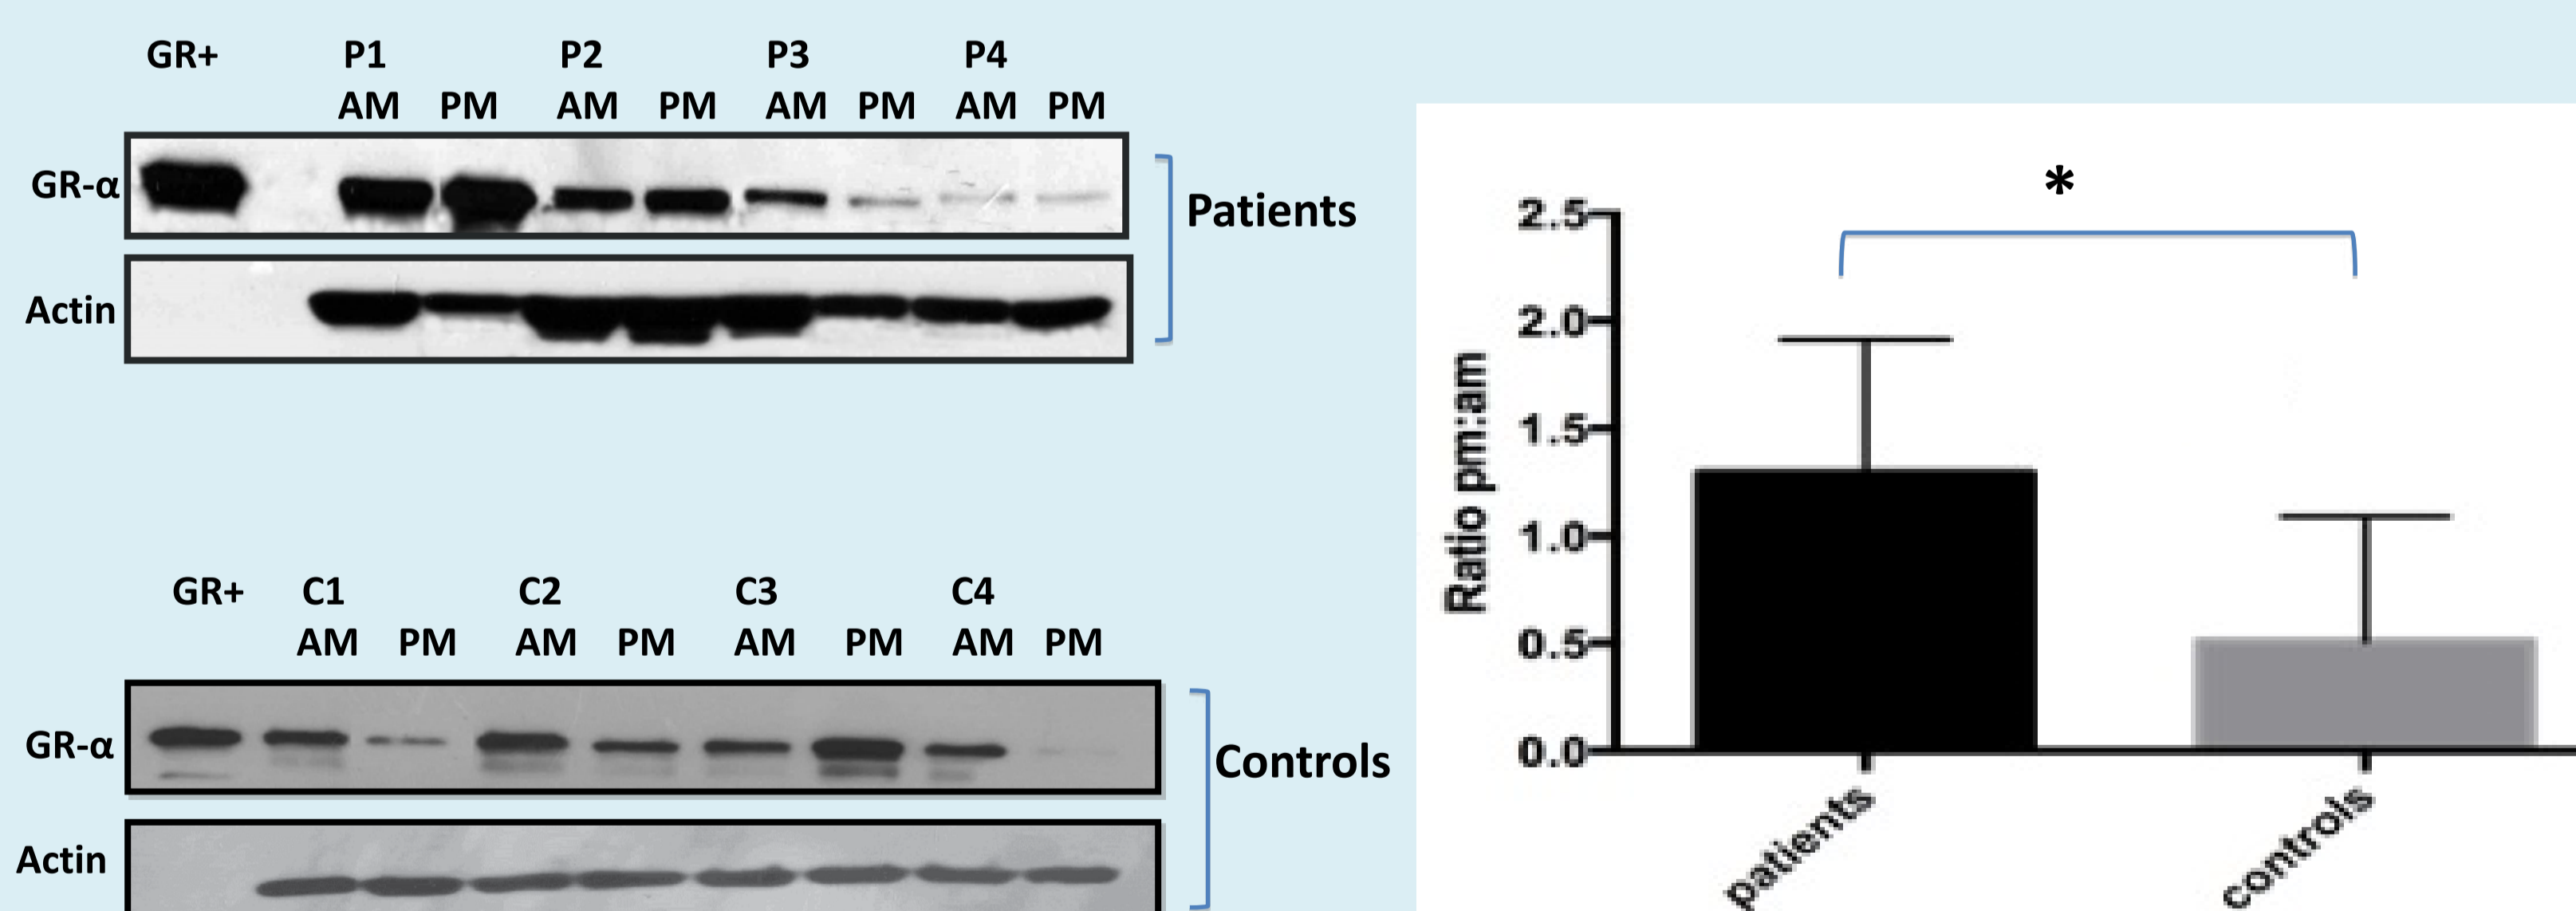 GR+ P1 P2 P3 P4
AM PM AM PM AM PM AM PM
GR-α
Patients
Actin
GR+ C1 C2 C3 C4
AM PM AM PM AM PM AM PM
GR-α
Controls
Actin
*
2.5
2.0
1.5
1.0
0.5
0.0
Ratio pm:am
patients
controls